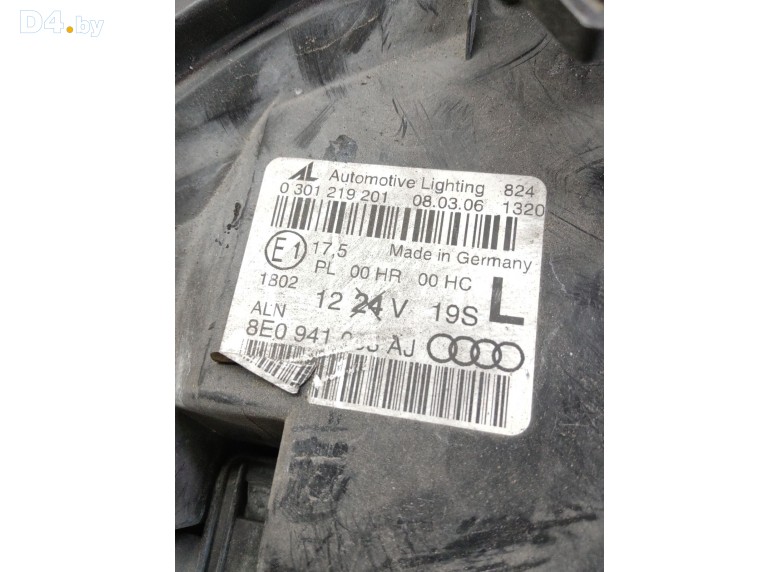 D4.by
AL Automotive Lighting 824
0 301 219 201 08.03.06 1320
E1 17,5 Made in Germany
PL 00 HR 00 HC
1802
12 24 V 19S L
ALN
8E0 941 AJ